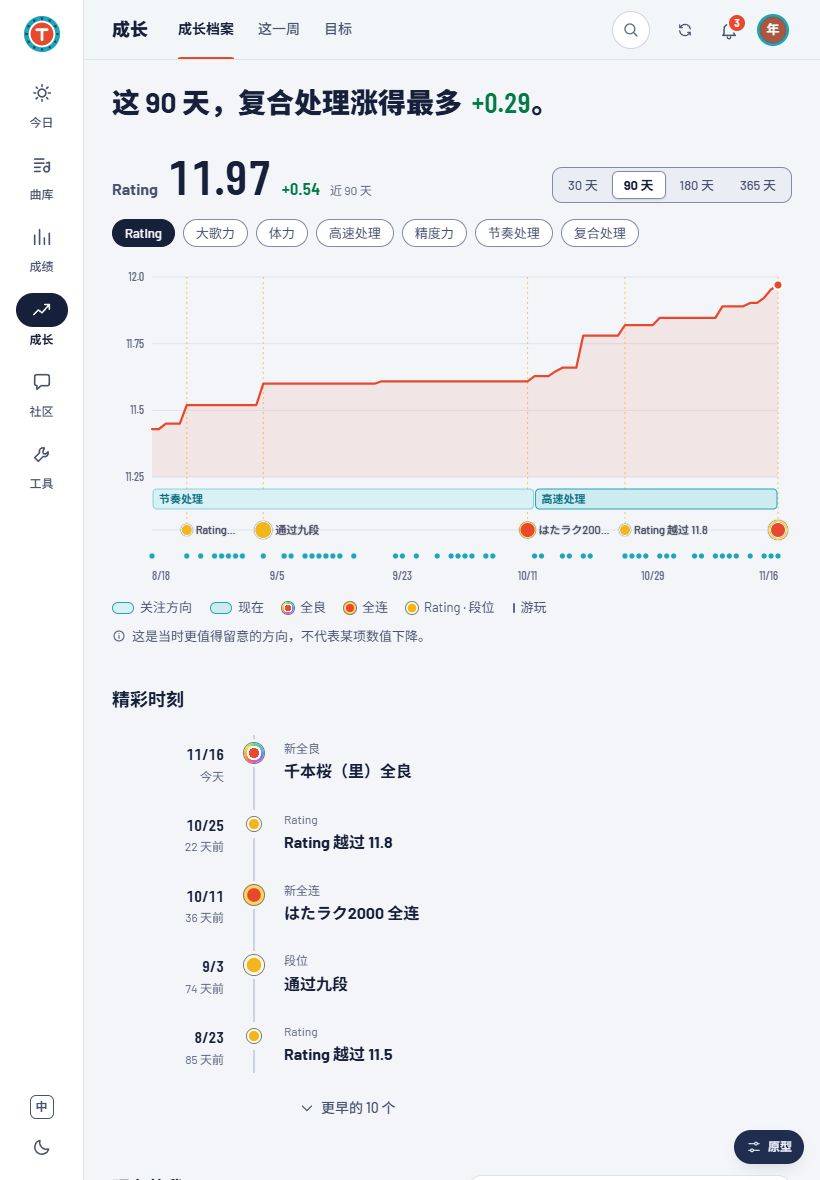 T
成长
成长档案
这一周
目标
3
年
今日
曲库
成绩
成长
社区
工具
中
这 90 天，复合处理涨得最多 +0.29。
Rating 11.97 +0.54 近 90 天
30 天
90 天
180 天
365 天
Rating
大歌力
体力
高速处理
精度力
节奏处理
复合处理
12.0
11.75
11.5
11.25
节奏处理
高速处理
Rating...
通过九段
はたラク200...
Rating 越过 11.8
8/18
9/5
9/23
10/11
10/29
11/16
关注方向
现在
全良
全连
Rating · 段位
游玩
这是当时更值得留意的方向，不代表某项数值下降。
精彩时刻
11/16
今天
新全良
千本桜（里）全良
10/25
22 天前
Rating
Rating 越过 11.8
10/11
36 天前
新全连
はたラク2000 全连
9/3
74 天前
段位
通过九段
8/23
85 天前
Rating
Rating 越过 11.5
更早的 10 个
原型